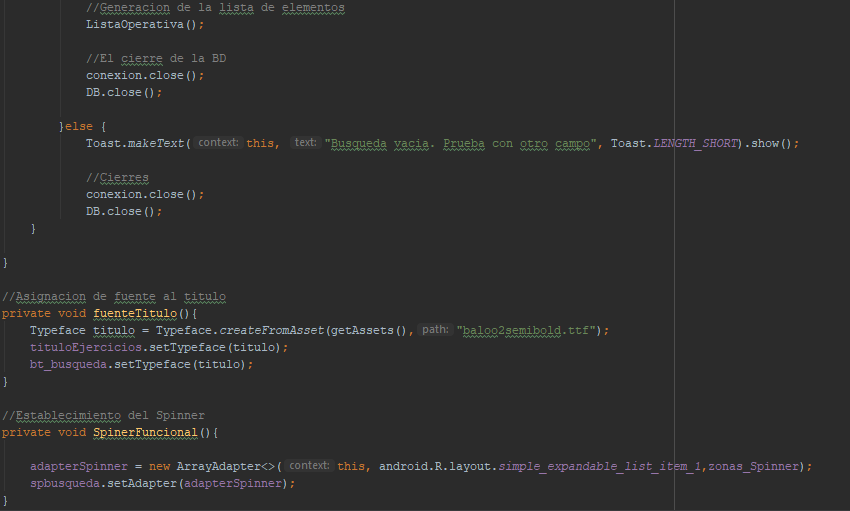 //Generacion de la lista de elementos
ListaOperativa();
//El cierre de la BD
conexion.close();
DB.close();
}else {
Toast.makeText( context: this, text: "Busqueda vacia. Prueba con otro campo", Toast.LENGTH_SHORT).show();
//Cierres
conexion.close();
DB.close();
}
}
//Asignacion de fuente al titulo
private void fuenteTitulo(){
Typeface titulo = Typeface.createFromAsset(getAssets(), path: "baloo2semibold.ttf");
tituloEjercicios.setTypeface(titulo);
bt_busqueda.setTypeface(titulo);
}
//Establecimiento del Spinner
private void SpinerFuncional(){
adapterSpinner = new ArrayAdapter<>( context: this, android.R.layout.simple_expandable_list_item_1,zonas_Spinner);
spbusqueda.setAdapter(adapterSpinner);
}